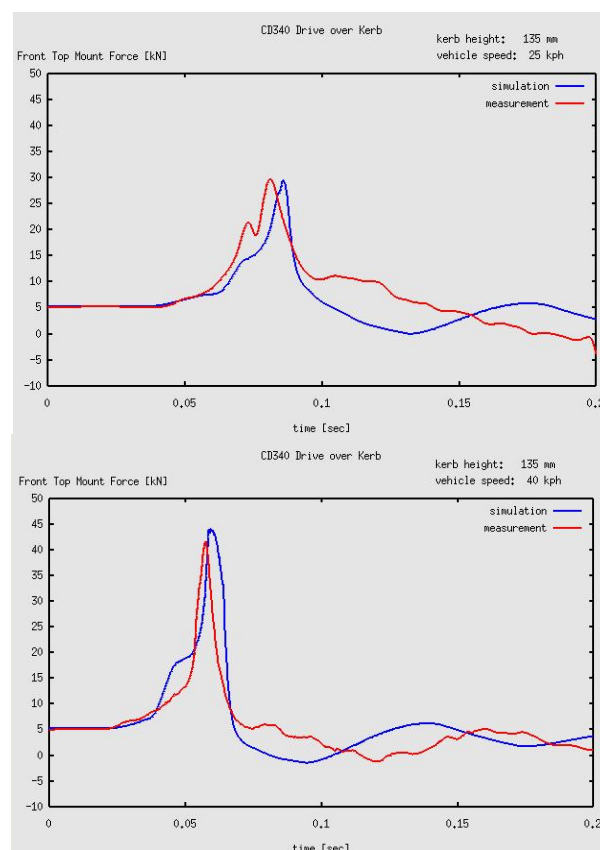 CD340 Drive over Kerb
kerb height: 135 mm
Front Top Mount Force [kN]
vehicle speed: 25 kph
50
simulation
45
measurement
40
35
30
25
20
15
10
5
0
-5
-10
0
0.05
0.1
0.15
0.2
time [sec]
CD340 Drive over Kerb
kerb height: 135 mm
Front Top Mount Force [kN]
vehicle speed: 40 kph
50
simulation
45
measurement
40
35
30
25
20
15
10
5
0
-5
-10
0
0.05
0.1
0.15
0.2
time [sec]